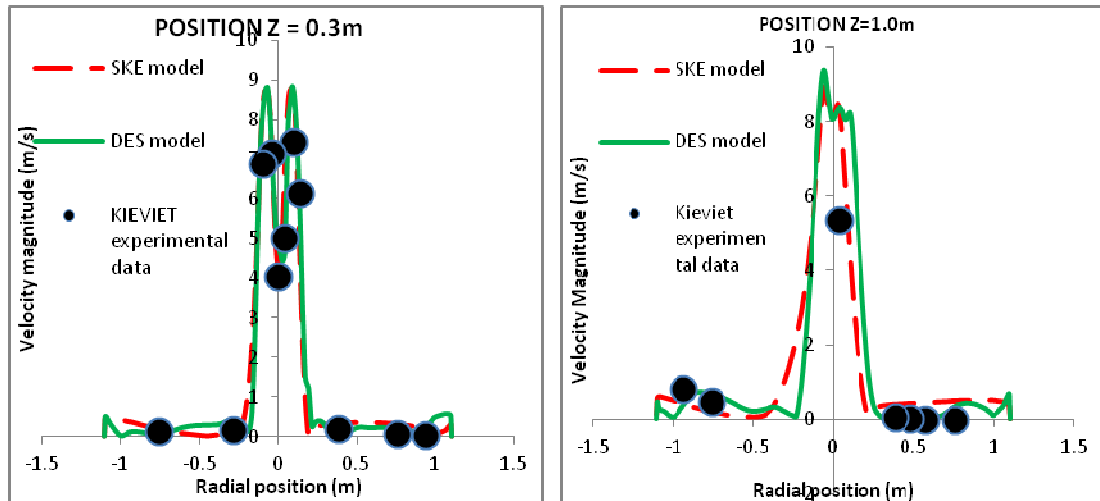 POSITION Z = 0.3m
SKE model
DES model
KIEVIET
experimental
data
Velocity magnitude (m/s)
10
9
8
7
6
5
4
3
2
1
0
-1.5
-1
-0.5
0
0.5
1
1.5
Radial position (m)
POSITION Z=1.0m
SKE model
DES model
Kieviet
experimen
tal data
Velocity Magnitude (m/s)
10
8
6
4
2
0
-1.5
-1
-0.5
0
0.5
1
1.5
Radial position (m)